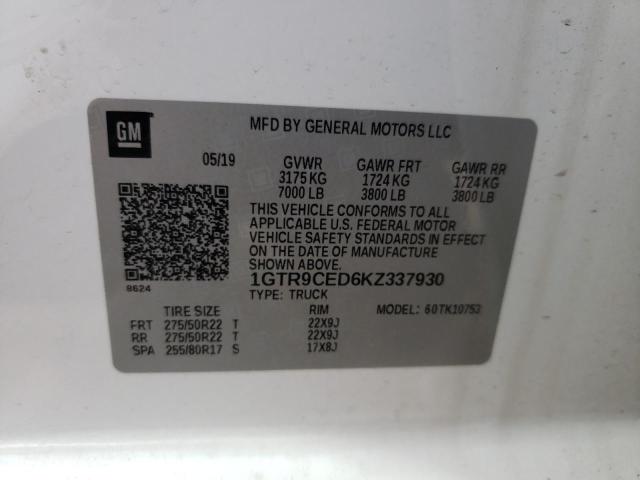 GM
MFD BY GENERAL MOTORS LLC
05/19 GVWR GAWR FRT GAWR RR
3175 KG 1724 KG 1724 KG
7000 LB 3800 LB 3800 LB
THIS VEHICLE CONFORMS TO ALL
APPLICABLE U.S. FEDERAL MOTOR
VEHICLE SAFETY STANDARDS IN EFFECT
ON THE DATE OF MANUFACTURE
SHOWN ABOVE.
8624
1GTR9CED6KZ337930
TYPE: TRUCK
TIRE SIZE RIM MODEL: 60TK10753
FRT 275/50R22 T 22X9J
RR 275/50R22 T 22X9J
SPA 255/80R17 S 17X8J